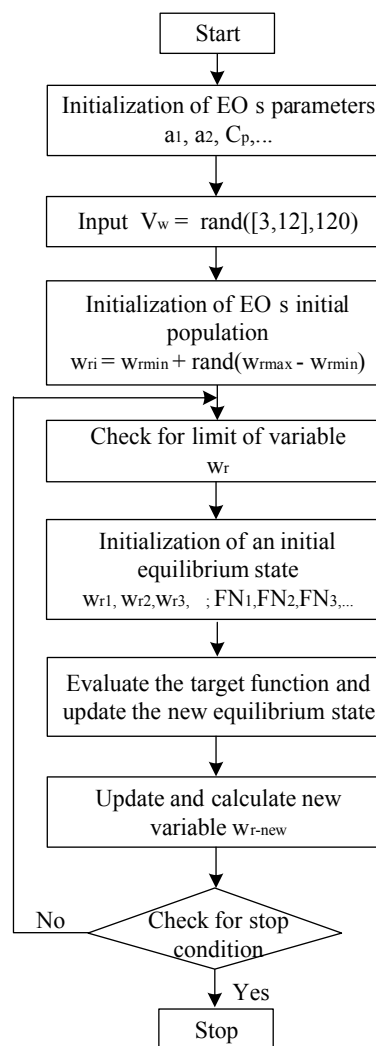 Start
Initialization of EO s parameters
a1, a2, Cp,...
Input Vw = rand([3,12],120)
Initialization of EO s initial
population
wri = wrmin + rand(wrmax - wrmin)
Check for limit of variable
wr
Initialization of an initial
equilibrium state
wr1, wr2,wr3, ; FN1,FN2,FN3,...
Evaluate the target function and
update the new equilibrium state
Update and calculate new
variable wr-new
No
Check for stop
condition
Yes
Stop